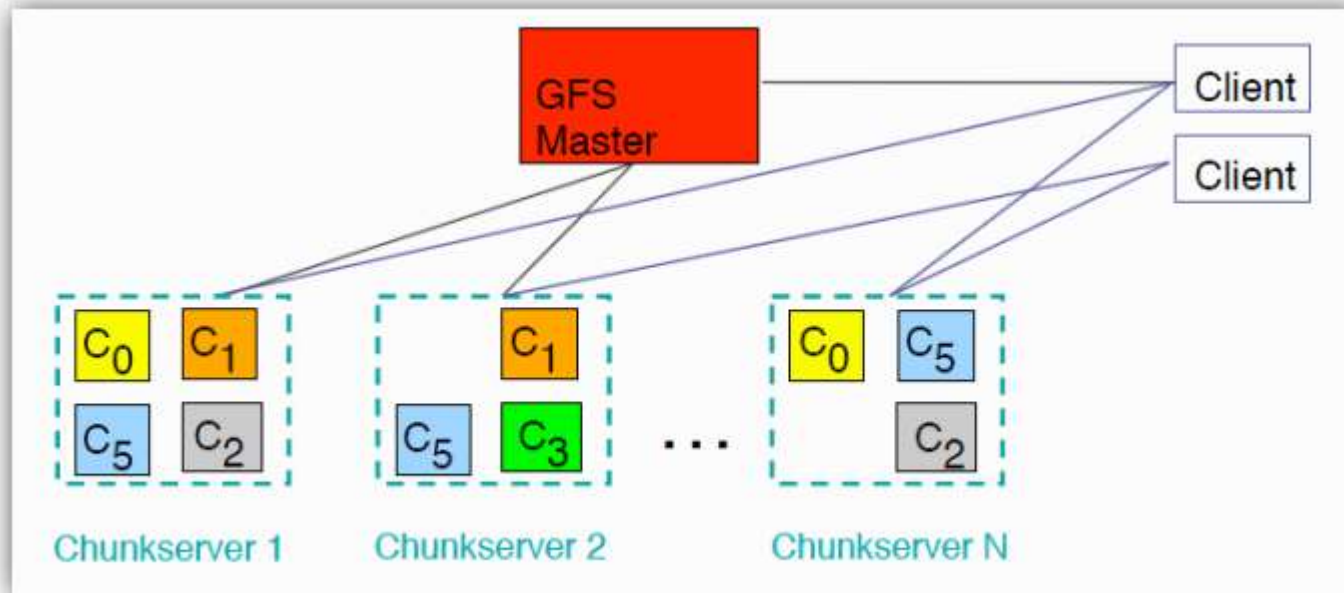 GFS
Master
Client
Client
C0 C1
C5 C2
C1
C5 C3
...
C0 C5
C2
Chunkserver 1
Chunkserver 2
Chunkserver N